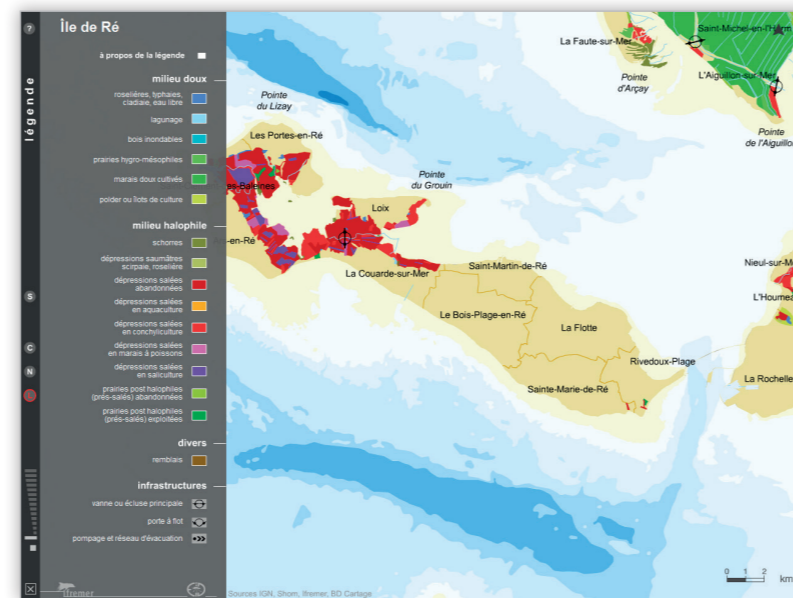 Île de Ré
?
légende
à propos de la légende
milieu doux
roselières, typhaies,
cladiaie, eau libre
lagunage
bois inondables
prairies hygro-mésophiles
marais doux cultivés
polder ou îlots de culture
milieu halophile
schorres
dépressions saumâtres
scirpaie, roselière
dépressions salées
abandonnées
dépressions salées
en aquaculture
dépressions salées
en conchyliculture
dépressions salées
en marais à poissons
dépressions salées
en saliculture
prairies post halophiles
(prés-salés) abandonnées
prairies post halophiles
(prés-salés) exploitées
divers
remblais
infrastructures
vanne ou écluse principale
porte à flot
pompage et réseau d'évacuation
S
C
N
Ifremer
Pointe
du Lizay
Les Portes-en-Ré
des-Baleines
en-Ré
Loix
Pointe
du Grouin
La Couarde-sur-Mer
Saint-Martin-de-Ré
Le Bois-Plage-en-Ré
La Flotte
Sainte-Marie-de-Ré
Rivedoux-Plage
La Faute-sur-Mer
Pointe
d'Arçay
Saint-Michel-en-l'Herm
L'Aiguillon-sur-Mer
Pointe
de l'Aiguillon
Nieul-sur-Me
L'Houmeau
La Rochelle
0 1 2
km
Sources IGN, Shom, Ifremer, BD Cartage